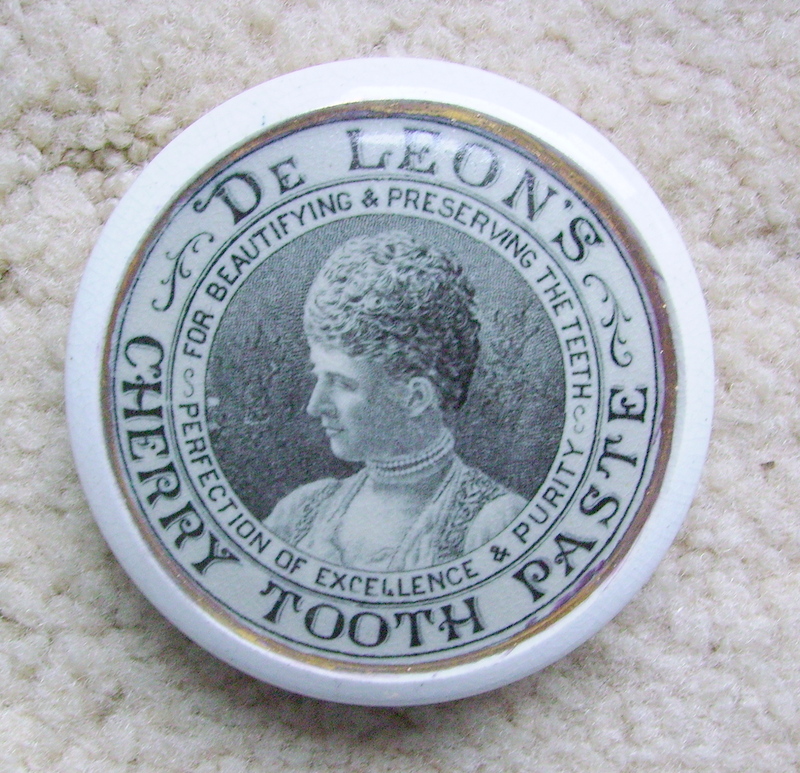 DE LEON'S
CHERRY TOOTH PASTE
FOR BEAUTIFYING & PRESERVING THE TEETH
PERFECTION OF EXCELLENCE & PURITY